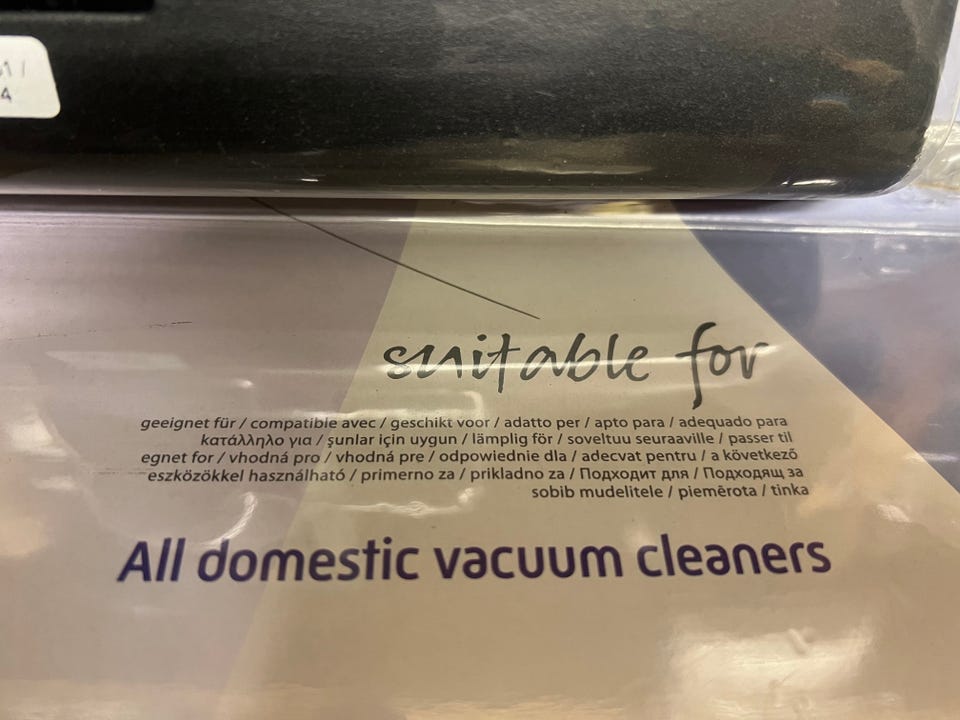 4
suitable for
geeignet für / compatible avec / geschikt voor / adatto per / apto para / adequado para
κατάλληλο για / şunlar için uygun / lämplig för / soveltuu seuraaville / passer til
egnet for / vhodná pro / vhodná pre / odpowiednie dla / adecvat pentru / a következő
eszközökkel használható / primerno za / prikladno za / Подходит для / Подходящ за
sobib mudelitele / piemērota / tinka
All domestic vacuum cleaners